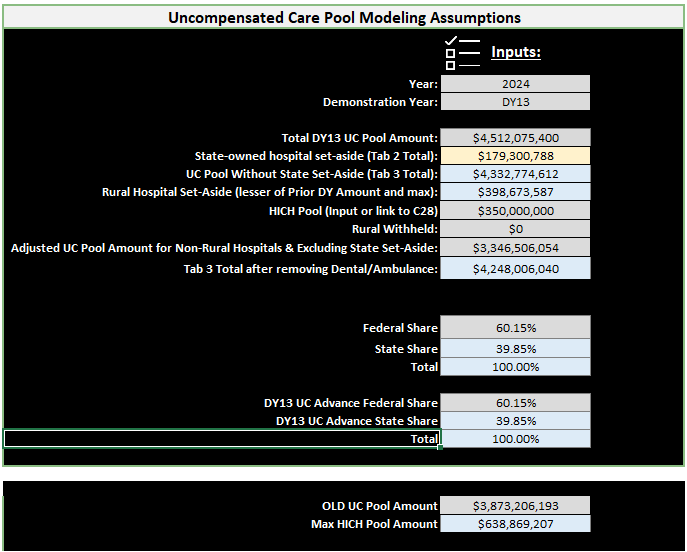 Uncompensated Care Pool Modeling Assumptions
Inputs:
Year: 2024
Demonstration Year: DY13
Total DY13 UC Pool Amount: $4,512,075,400
State-owned hospital set-aside (Tab 2 Total): $179,300,788
UC Pool Without State Set-Aside (Tab 3 Total): $4,332,774,612
Rural Hospital Set-Aside (lesser of Prior DY Amount and max): $398,673,587
HICH Pool (Input or link to C28) $350,000,000
Rural Withheld: $0
Adjusted UC Pool Amount for Non-Rural Hospitals & Excluding State Set-Aside: $3,346,506,054
Tab 3 Total after removing Dental/Ambulance: $4,248,006,040
Federal Share 60.15%
State Share 39.85%
Total 100.00%
DY13 UC Advance Federal Share 60.15%
DY13 UC Advance State Share 39.85%
Total 100.00%
OLD UC Pool Amount $3,873,206,193
Max HICH Pool Amount $638,869,207